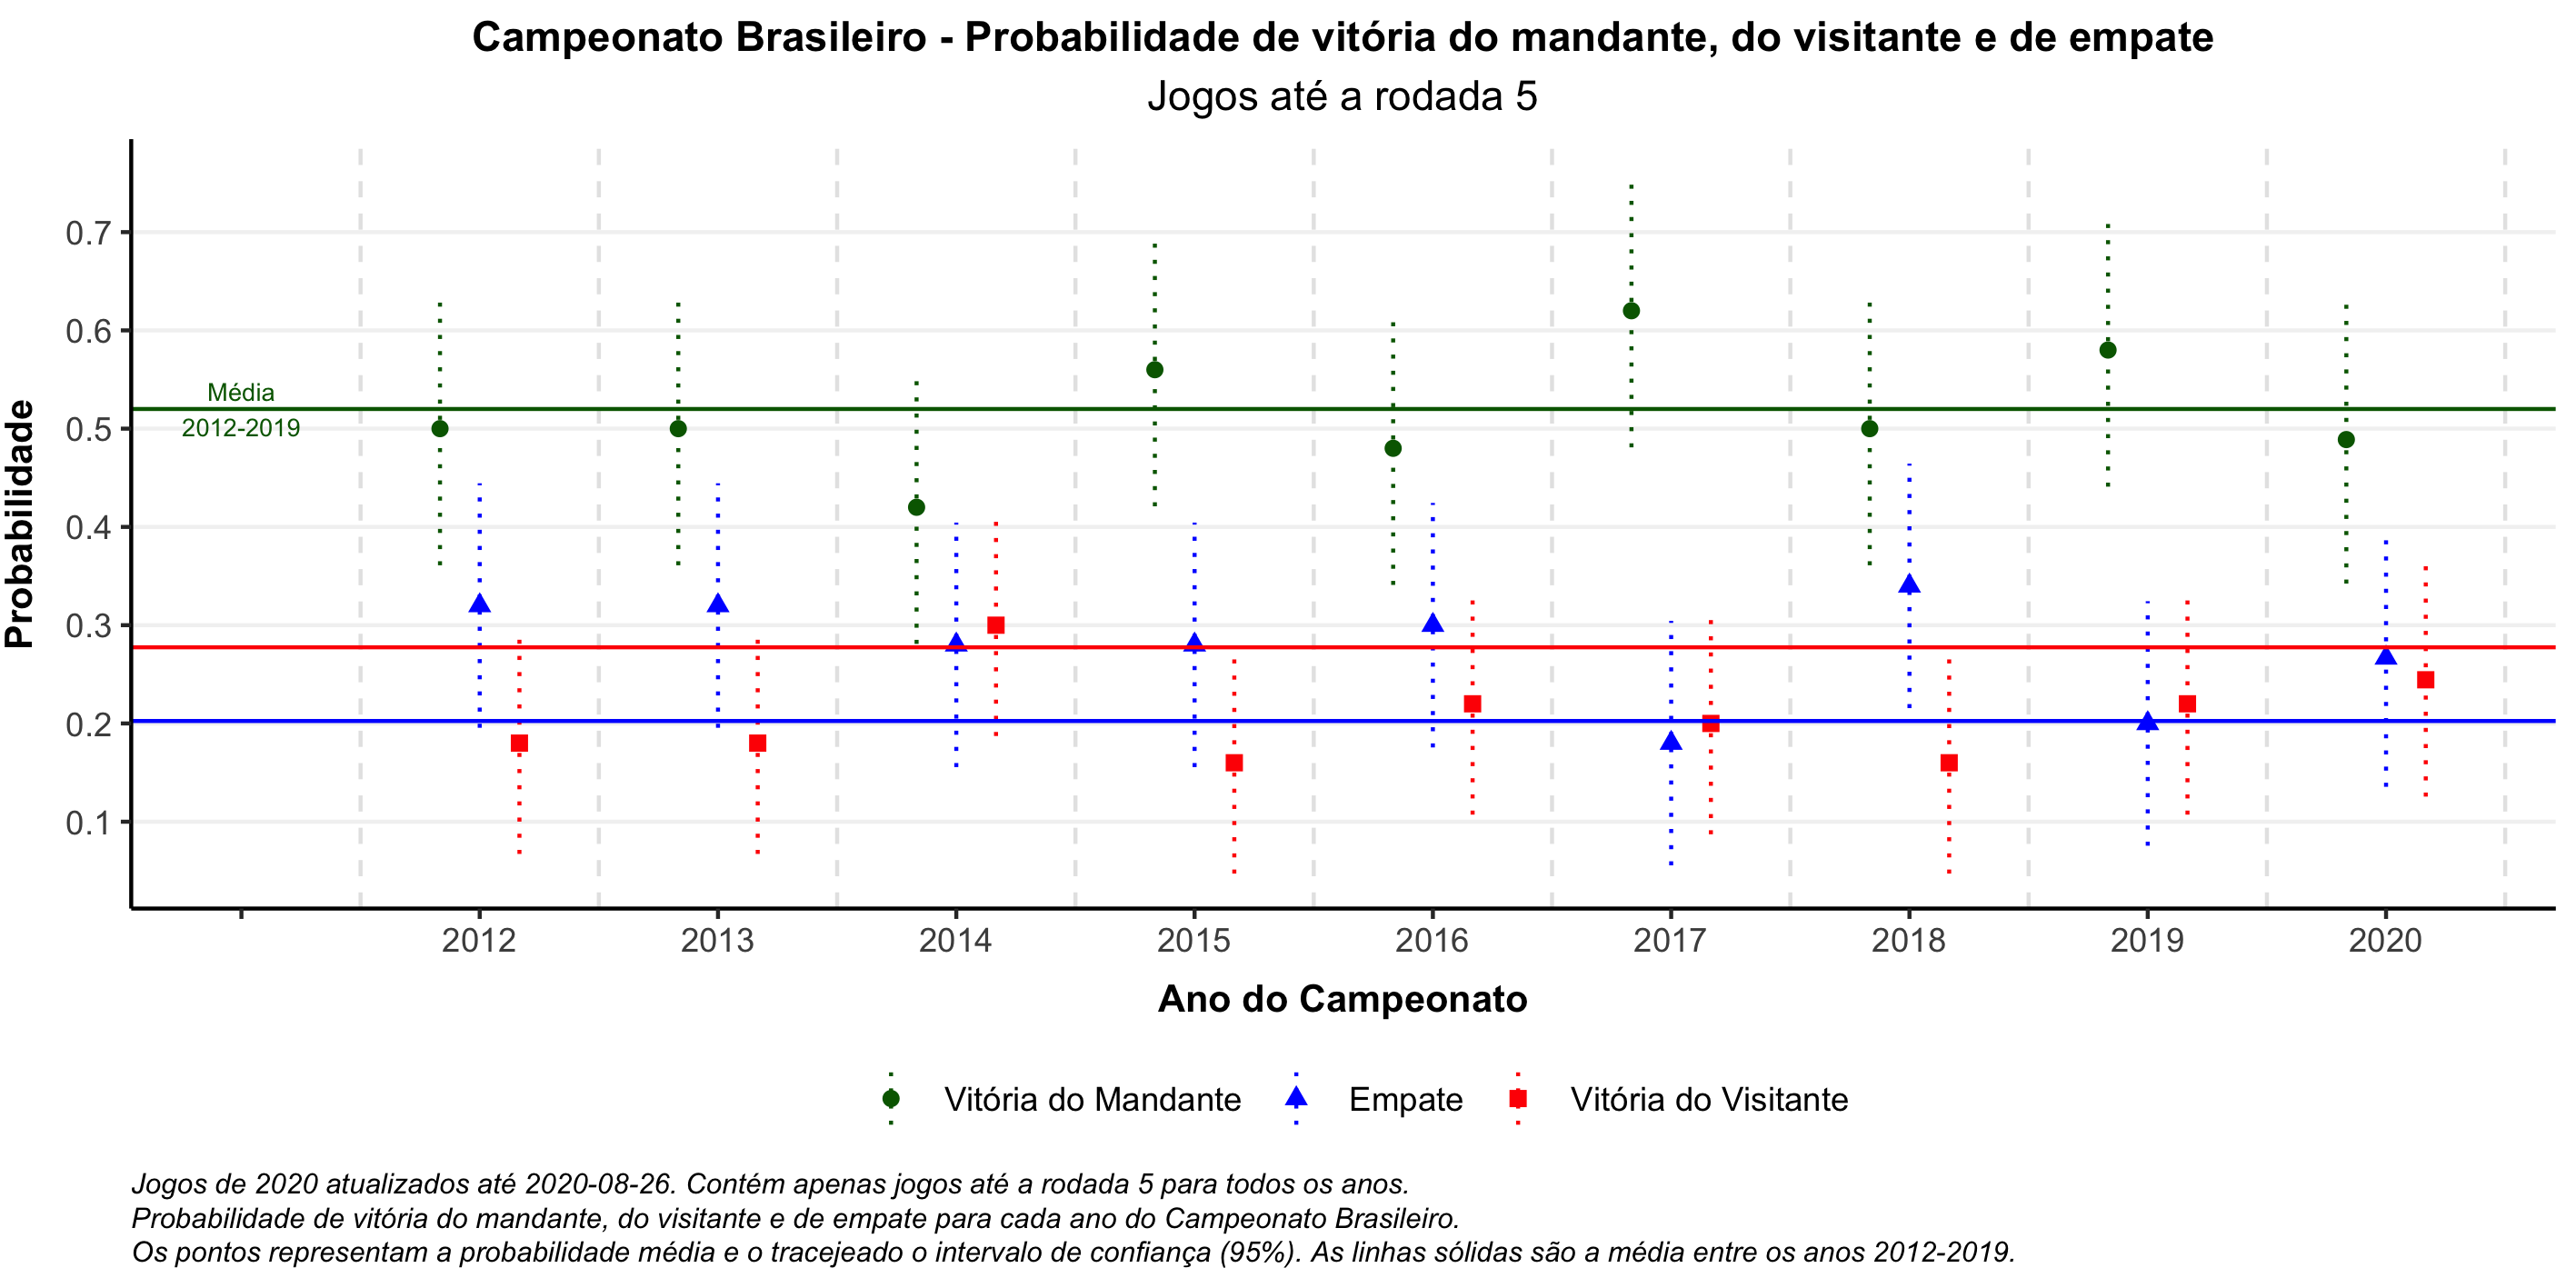 Campeonato Brasileiro - Probabilidade de vitória do mandante, do visitante e de empate
Jogos até a rodada 5
Probabilidade
0.7
0.6
0.5
0.4
0.3
0.2
0.1
Média
2012-2019
2012 2013 2014 2015 2016 2017 2018 2019 2020
Ano do Campeonato
Vitória do Mandante Empate Vitória do Visitante
Jogos de 2020 atualizados até 2020-08-26. Contém apenas jogos até a rodada 5 para todos os anos.
Probabilidade de vitória do mandante, do visitante e de empate para cada ano do Campeonato Brasileiro.
Os pontos representam a probabilidade média e o tracejeado o intervalo de confiança (95%). As linhas sólidas são a média entre os anos 2012-2019.